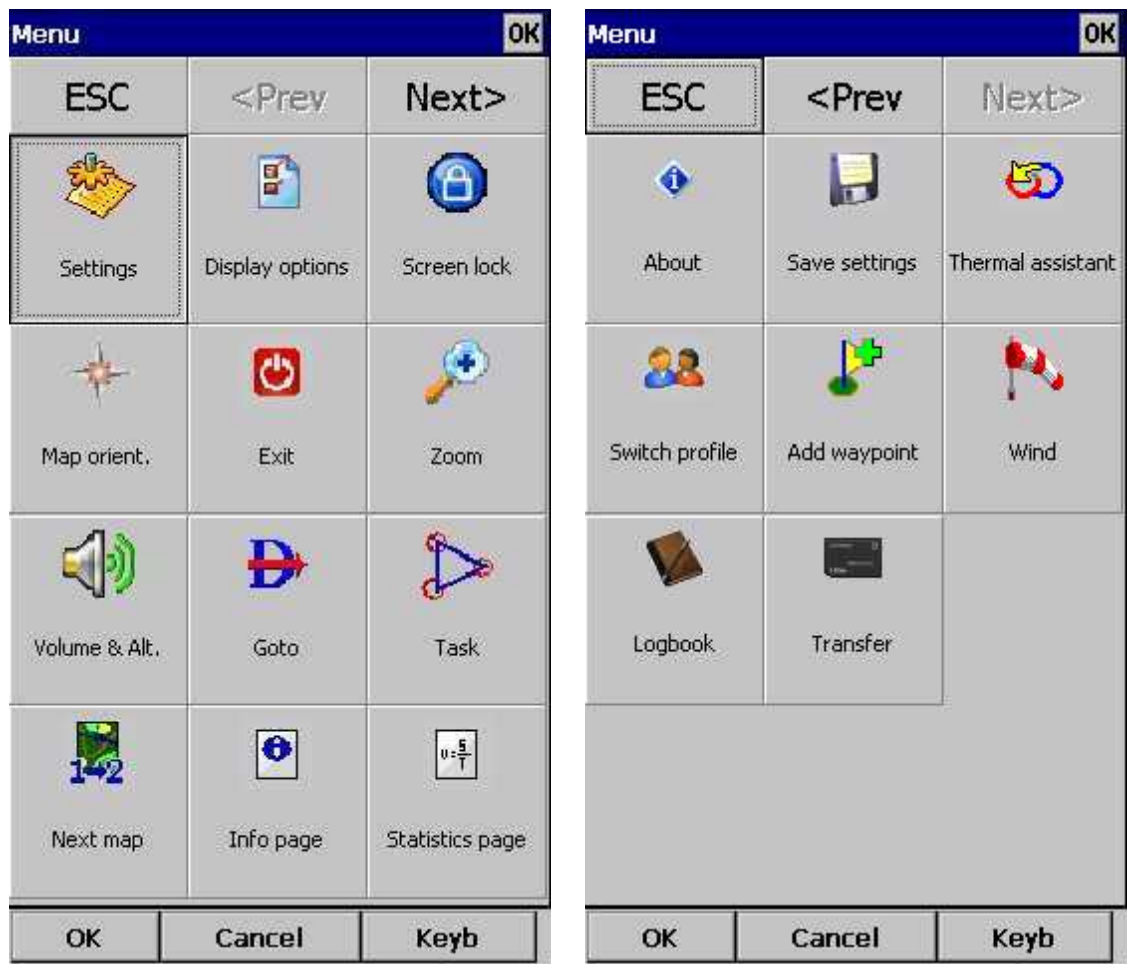 Menu OK
ESC <Prev Next>
Settings Display options Screen lock
Map orient. Exit Zoom
Volume & Alt. Goto Task
1→2
Next map Info page Statistics page
OK Cancel Keyb
Menu OK
ESC <Prev Next>
About Save settings Thermal assistant
Switch profile Add waypoint Wind
Logbook Transfer
OK Cancel Keyb